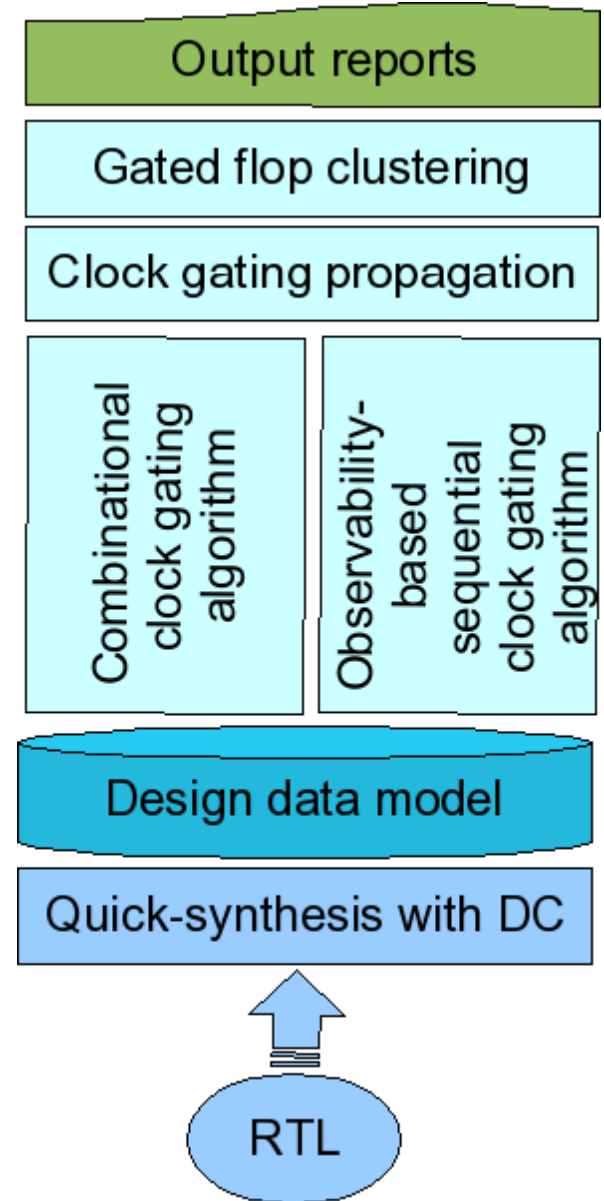 Output reports
Gated flop clustering
Clock gating propagation
Combinational
clock gating
algorithm
Observability-
based
sequential
clock gating
algorithm
Design data model
Quick-synthesis with DC
RTL